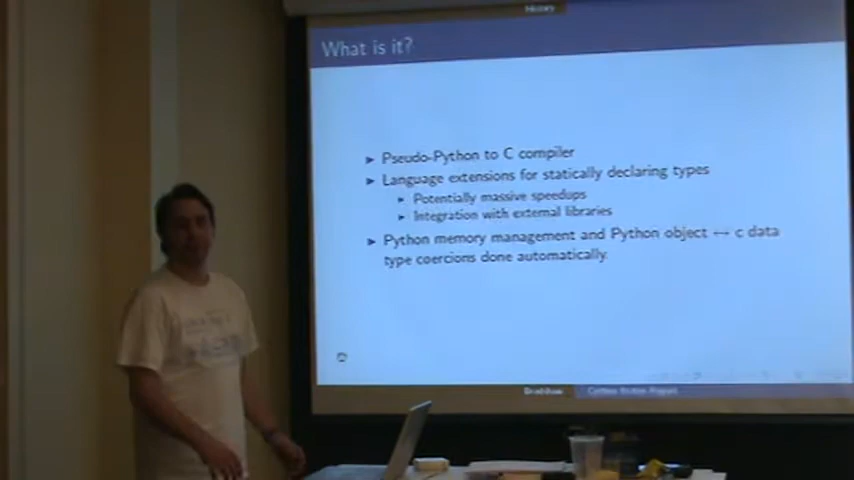 History
What is it?
Pseudo-Python to C compiler
Language extensions for statically declaring types
Potentially massive speedups
Integration with external libraries
Python memory management and Python object ↔ c data
type coercions done automatically